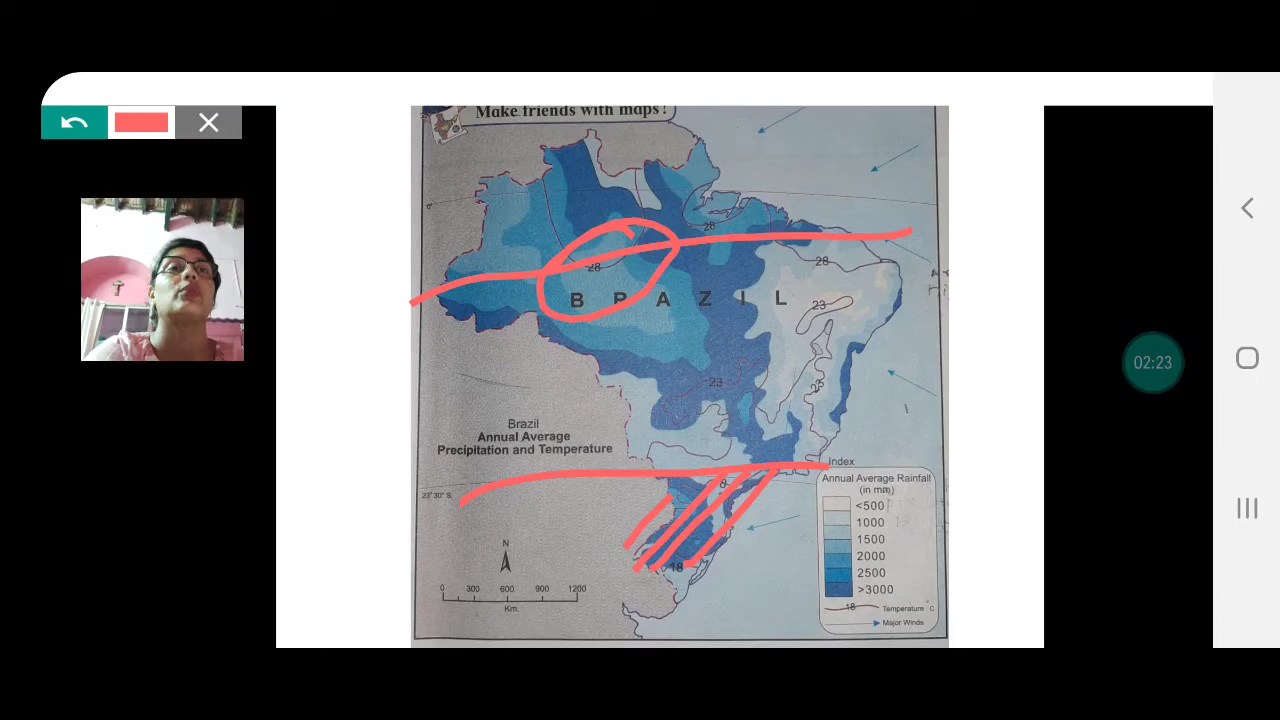 Make friends with maps!
28
28
28
B R A Z I L
23
23
23
Brazil
Annual Average
Precipitation and Temperature
23° 30' S.
18
N
0 300 600 900 1200
Km.
Index
Annual Average Rainfall
(in mm)
<500
1000
1500
2000
2500
>3000
18 Temperature °C
Major Winds
02:23